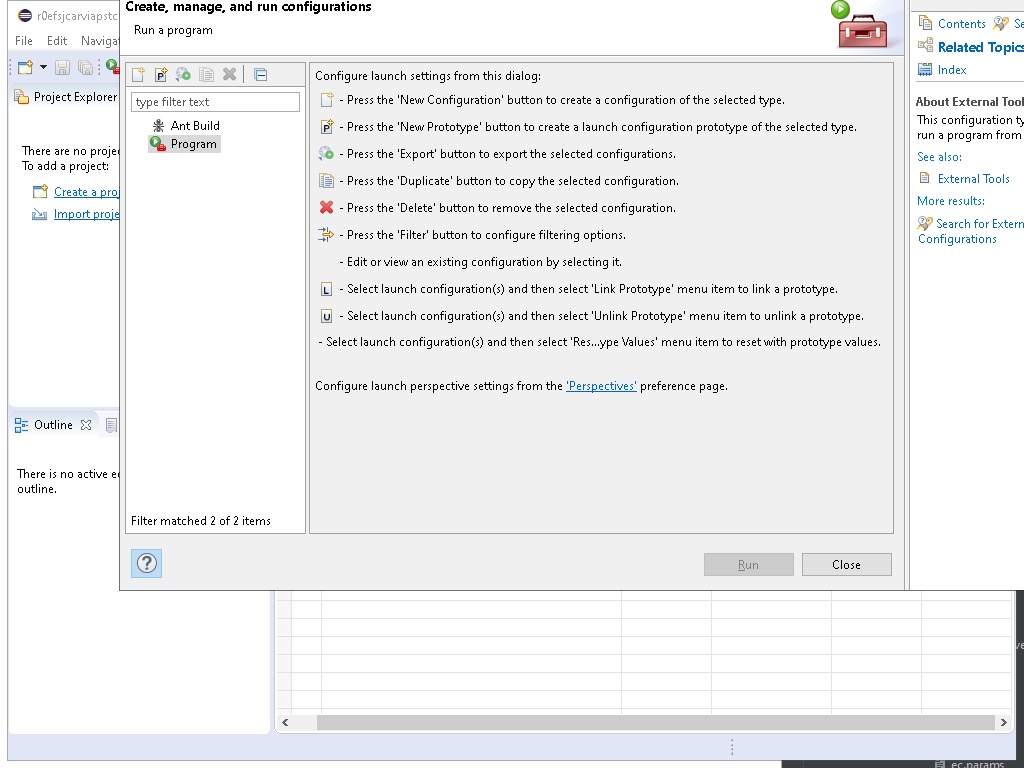 Create, manage, and run configurations
Run a program
File Edit
Project Explorer
There are no
To add a project:
Create a
Import
Outline
There is no active
outline.
type filter text
Ant Build
Program
Filter matched 2 of 2 items
Configure launch settings from this dialog:
- Press the 'New Configuration' button to create a configuration of the selected type.
P - Press the 'New Prototype' button to create a launch configuration prototype of the selected type.
- Press the 'Export' button to export the selected configurations.
- Press the 'Duplicate' button to copy the selected configuration.
- Press the 'Delete' button to remove the selected configuration.
- Press the 'Filter' button to configure filtering options.
- Edit or view an existing configuration by selecting it.
L - Select launch configuration(s) and then select 'Link Prototype' menu item to link a prototype.
U - Select launch configuration(s) and then select 'Unlink Prototype' menu item to unlink a prototype.
- Select launch configuration(s) and then select 'Res...ype Values' menu item to reset with prototype values.
Configure launch perspective settings from the 'Perspectives' preference page.
?
Run
Close
Contents
Related Topics
Index
About External
This configuration
run a program from
See also:
External Tools
More results:
Search for
Configurations
ec.params